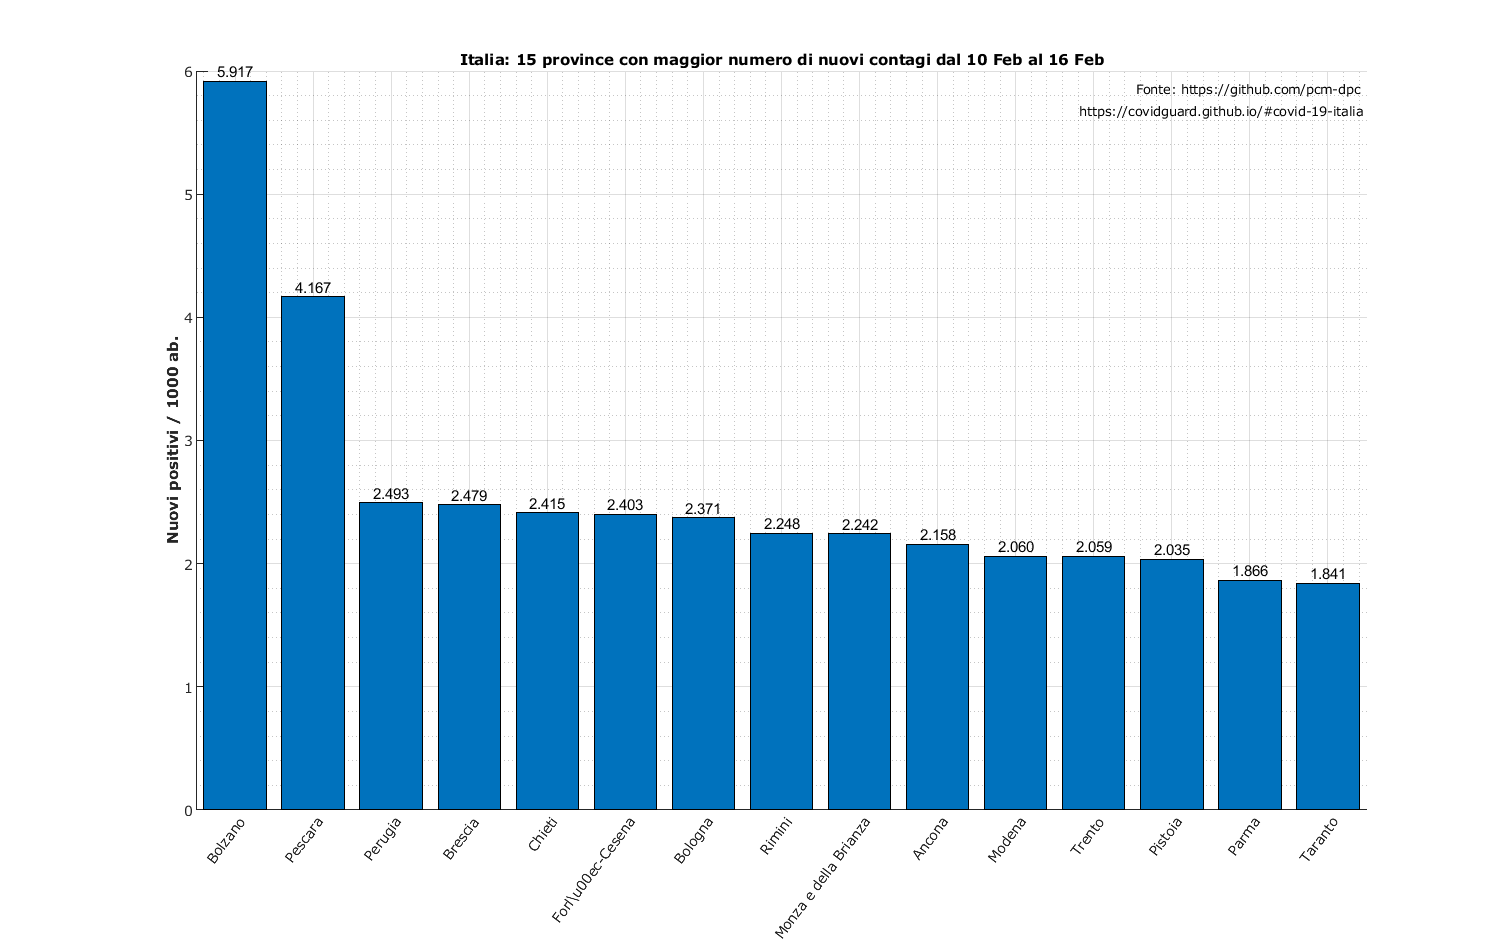 Italia: 15 province con maggior numero di nuovi contagi dal 10 Feb al 16 Feb
Fonte: https://github.com/pcm-dpc
https://covidguard.github.io/#covid-19-italia
Nuovi positivi / 1000 ab.
6
5
4
3
2
1
0
5.917
4.167
2.493
2.479
2.415
2.403
2.371
2.248
2.242
2.158
2.060
2.059
2.035
1.866
1.841
Bolzano
Pescara
Perugia
Brescia
Chieti
Forl\u00ec-Cesena
Bologna
Rimini
Monza e della Brianza
Ancona
Modena
Trento
Pistoia
Parma
Taranto